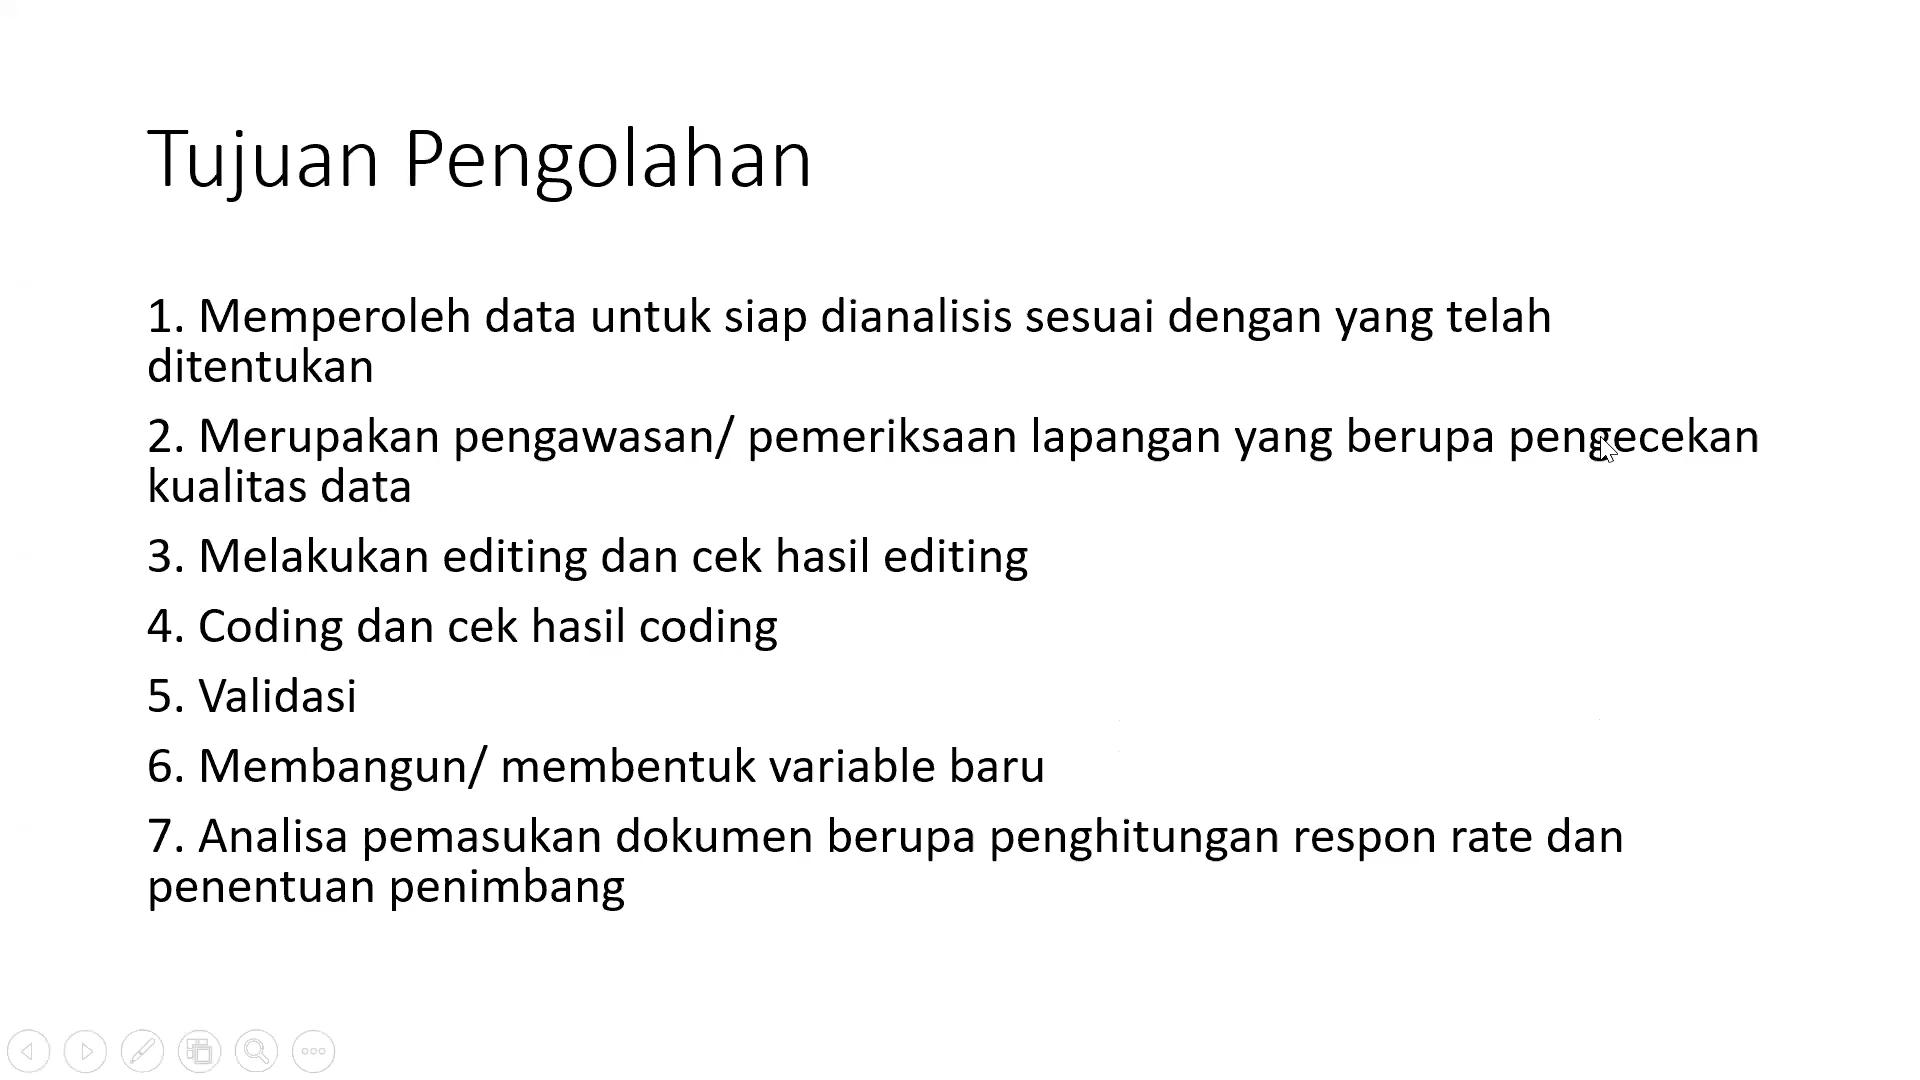 Tujuan Pengolahan
1. Memperoleh data untuk siap dianalisis sesuai dengan yang telah
ditentukan
2. Merupakan pengawasan/ pemeriksaan lapangan yang berupa pengecekan
kualitas data
3. Melakukan editing dan cek hasil editing
4. Coding dan cek hasil coding
5. Validasi
6. Membangun/ membentuk variable baru
7. Analisa pemasukan dokumen berupa penghitungan respon rate dan
penentuan penimbang